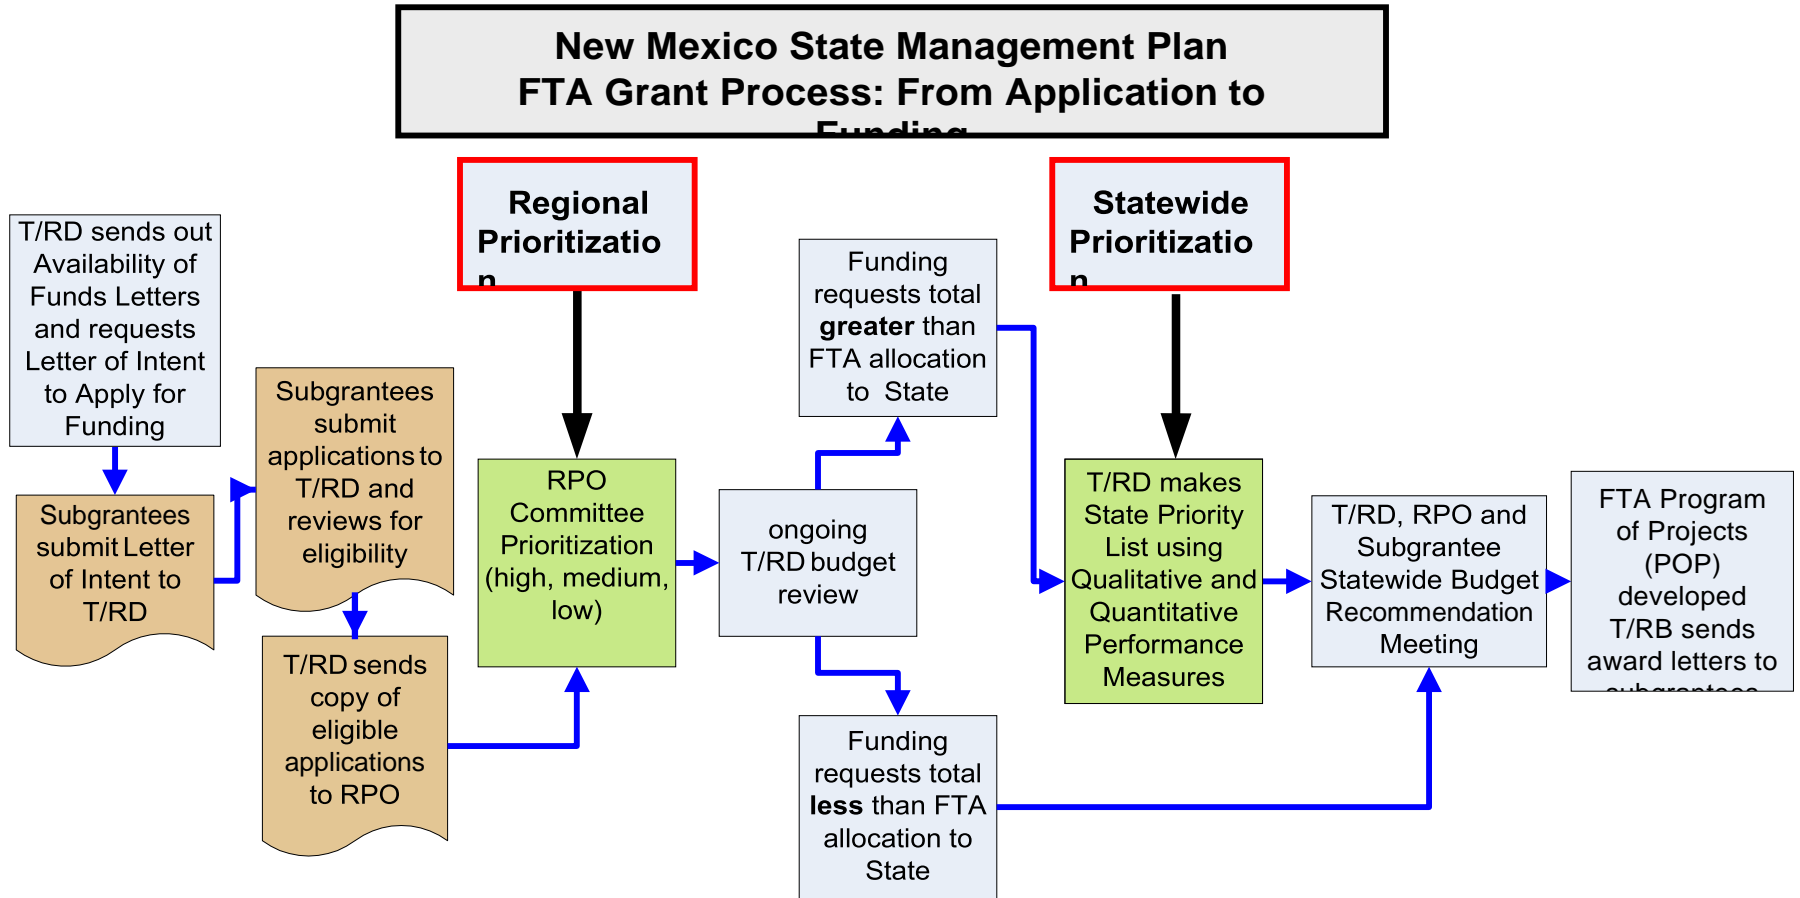 New Mexico State Management Plan
FTA Grant Process: From Application to
Funding
Regional
Prioritizatio
n
Statewide
Prioritizatio
n
T/RD sends out
Availability of
Funds Letters
and requests
Letter of Intent
to Apply for
Funding
Subgrantees
submit Letter
of Intent to
T/RD
Subgrantees
submit
applications to
T/RD and
reviews for
eligibility
T/RD sends
copy of
eligible
applications
to RPO
RPO
Committee
Prioritization
(high, medium,
low)
ongoing
T/RD budget
review
Funding
requests total
greater than
FTA allocation
to State
Funding
requests total
less than FTA
allocation to
State
T/RD makes
State Priority
List using
Qualitative and
Quantitative
Performance
Measures
T/RD, RPO and
Subgrantee
Statewide Budget
Recommendation
Meeting
FTA Program
of Projects
(POP)
developed
T/RB sends
award letters to
subgrantees